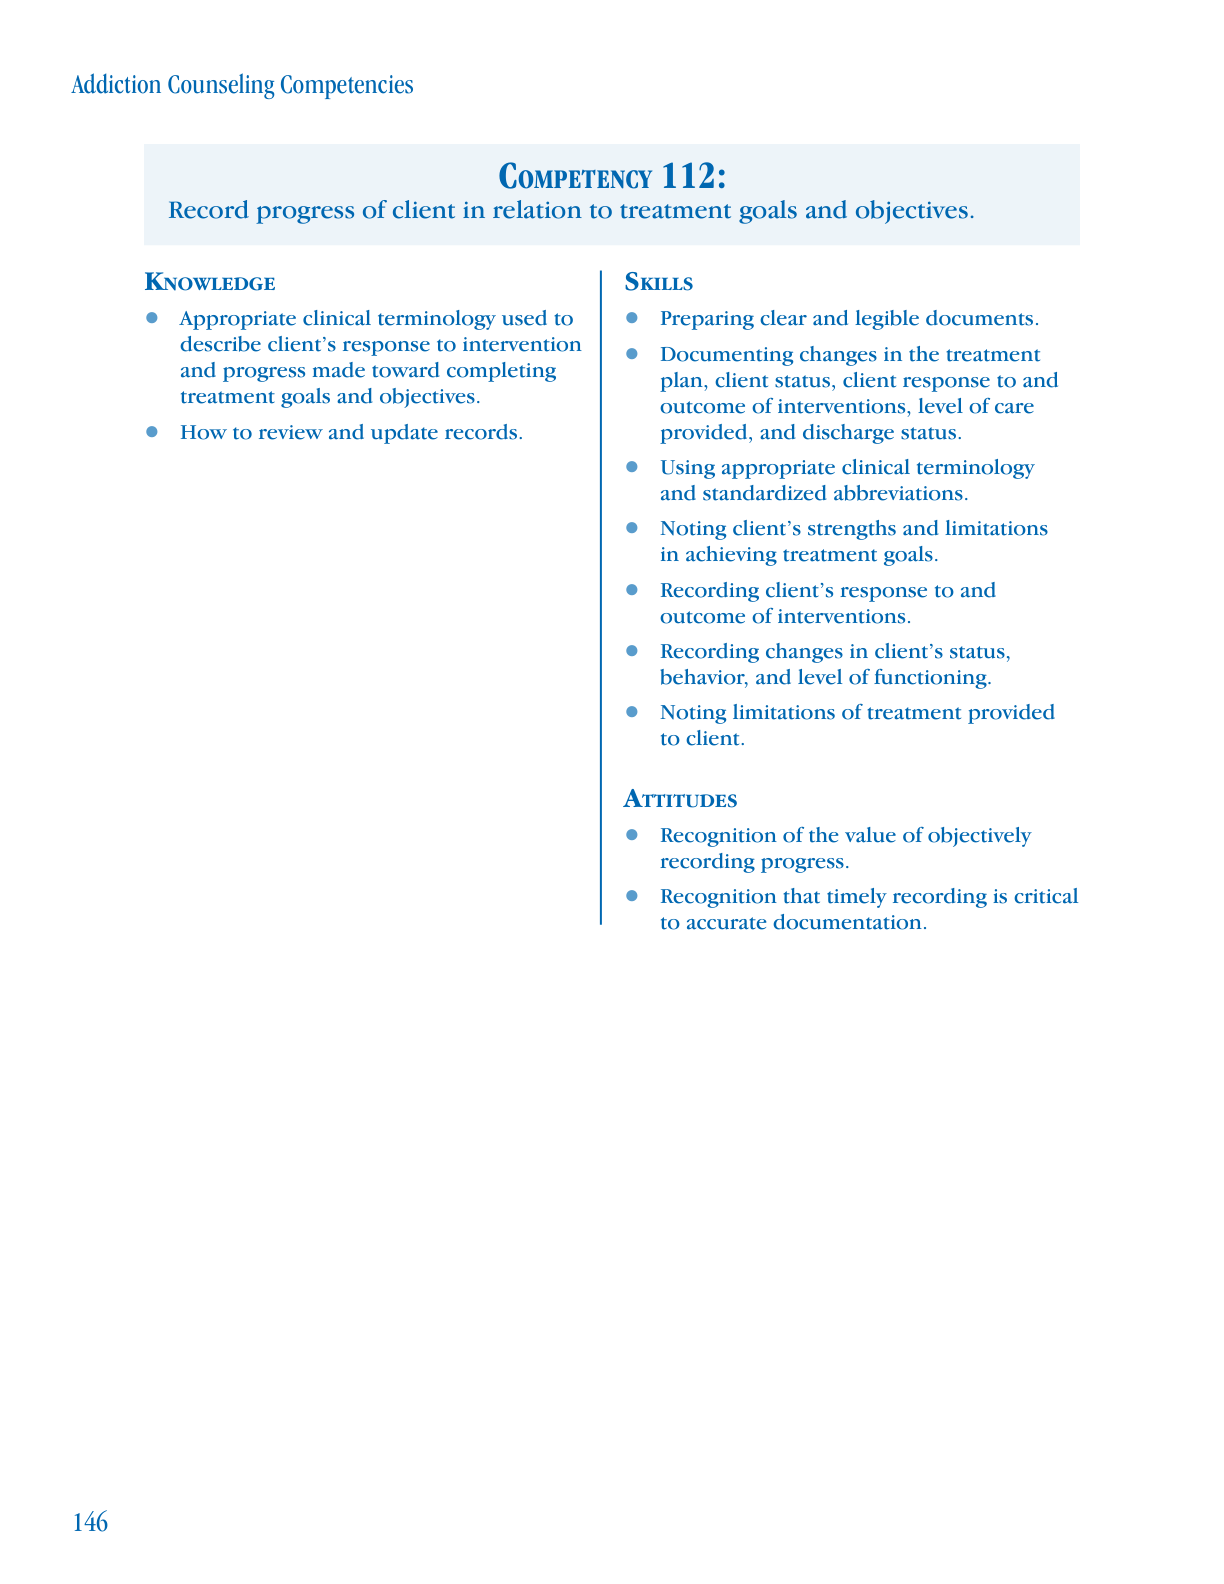 Addiction Counseling Competencies
COMPETENCY 112:
Record progress of client in relation to treatment goals and objectives.
KNOWLEDGE
● Appropriate clinical terminology used to
describe client’s response to intervention
and progress made toward completing
treatment goals and objectives.
● How to review and update records.
SKILLS
● Preparing clear and legible documents.
● Documenting changes in the treatment
plan, client status, client response to and
outcome of interventions, level of care
provided, and discharge status.
● Using appropriate clinical terminology
and standardized abbreviations.
● Noting client’s strengths and limitations
in achieving treatment goals.
● Recording client’s response to and
outcome of interventions.
● Recording changes in client’s status,
behavior, and level of functioning.
● Noting limitations of treatment provided
to client.
ATTITUDES
● Recognition of the value of objectively
recording progress.
● Recognition that timely recording is critical
to accurate documentation.
146